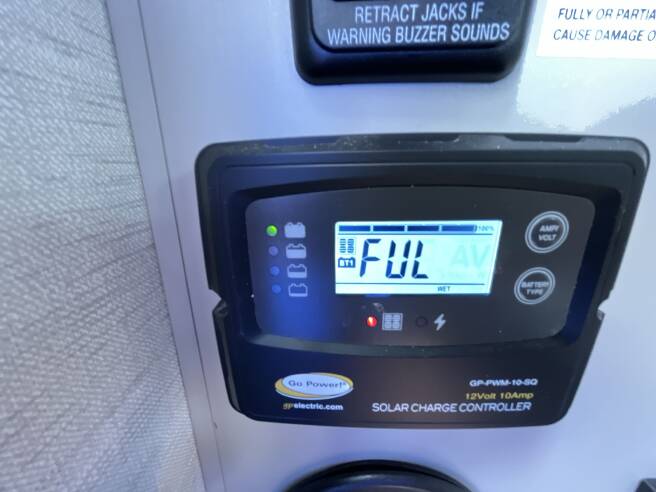 RETRACT JACKS IF
WARNING BUZZER SOUNDS
FULLY OR PARTIA
CAUSE DAMAGE O
100%
BT1
FUL
AV
WET
AMP/
VOLT
BATTERY
TYPE
Go Power!
gpelectric.com
GP-PWM-10-SQ
12Volt 10Amp
SOLAR CHARGE CONTROLLER